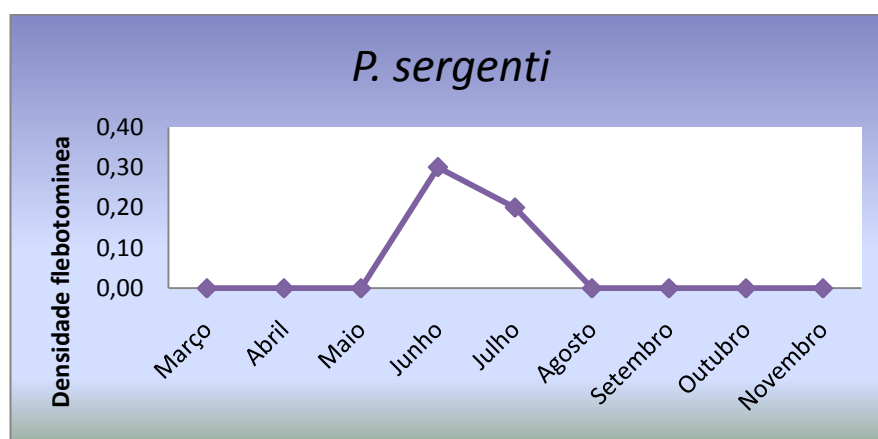 P. sergenti
Densidade flebotominea
0,40
0,30
0,20
0,10
0,00
Março
Abril
Maio
Junho
Julho
Agosto
Setembro
Outubro
Novembro